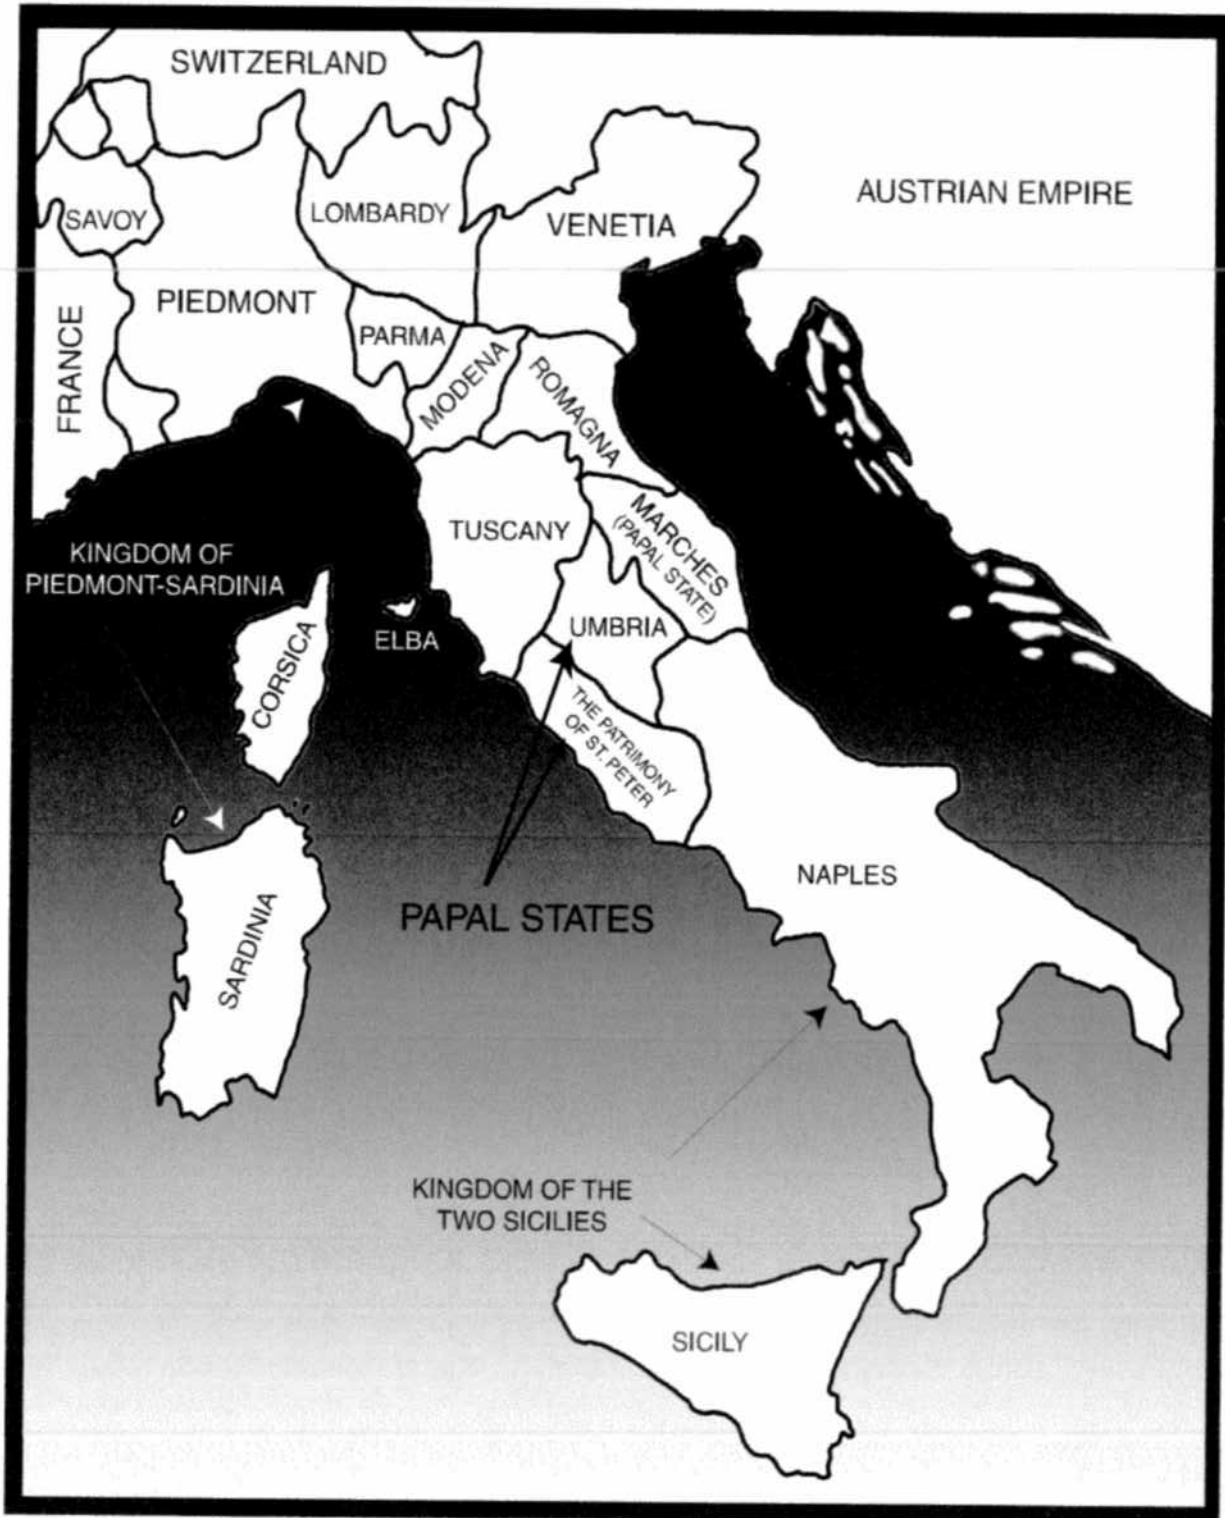 SWITZERLAND
AUSTRIAN EMPIRE
SAVOY
LOMBARDY
VENETIA
PIEDMONT
FRANCE
PARMA
MODENA
ROMAGNA
TUSCANY
MARCHES
(PAPAL STATE)
KINGDOM OF
PIEDMONT-SARDINIA
ELBA
UMBRIA
CORSICA
THE PATRIMONY
OF ST. PETER
NAPLES
PAPAL STATES
SARDINIA
KINGDOM OF THE
TWO SICILIES
SICILY